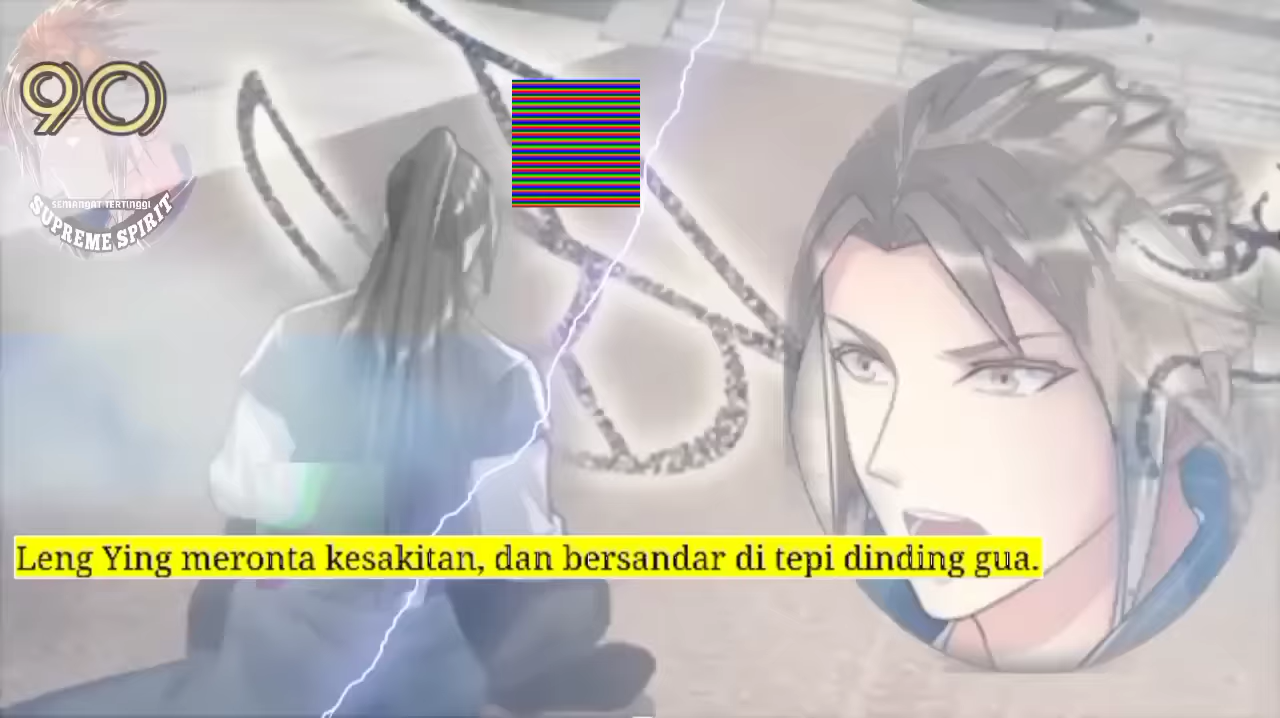 90
SEMANGAT TERTINGGI
SUPREME SPIRIT
Leng Ying meronta kesakitan, dan bersandar di tepi dinding gua.